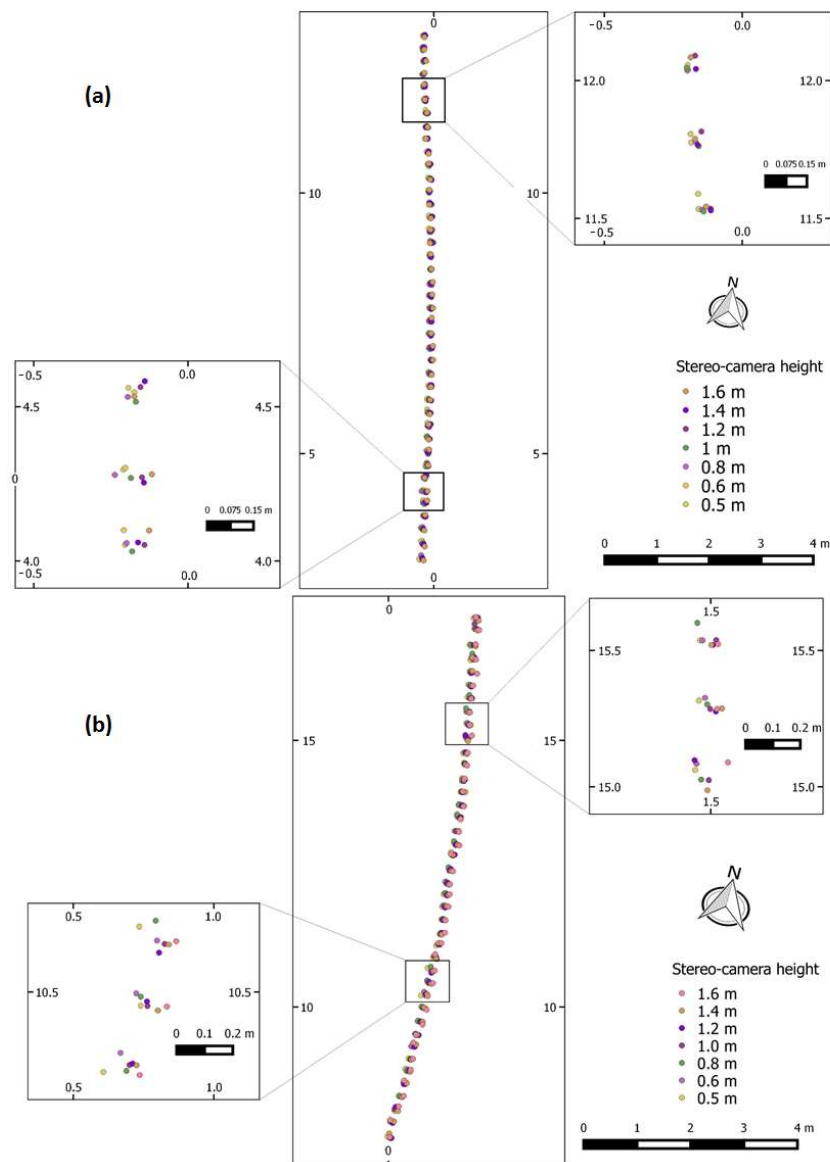 0
(a)
-0.5 0.0
12.0 12.0
0 0.075 0.15 m
11.5 11.5
-0.5 0.0
10 10
N
-0.5 0.0
4.5 4.5
0
0 0.075 0.15 m
4.0 4.0
-0.5 0.0
5 5
0
Stereo-camera height
1.6 m
1.4 m
1.2 m
1 m
0.8 m
0.6 m
0.5 m
0 1 2 3 4 m
0
(b)
1.5
15.5 15.5
0 0.1 0.2 m
15.0 15.0
1.5
15 15
N
0.5 1.0
10.5 10.5
0 0.1 0.2 m
0.5 1.0
10 10
0
Stereo-camera height
1.6 m
1.4 m
1.2 m
1.0 m
0.8 m
0.6 m
0.5 m
0 1 2 3 4 m